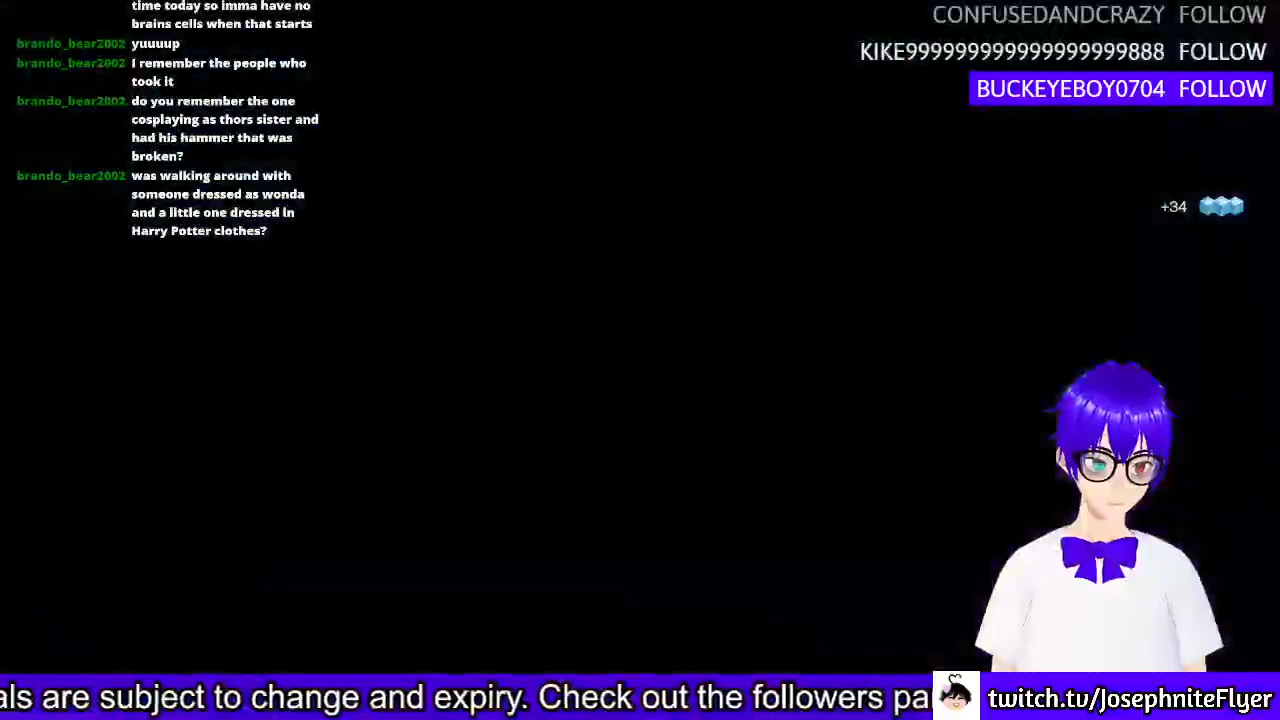 time today so imma have no
brains cells when that starts
brando_bear2002 yuuuup
brando_bear2002 I remember the people who
took it
brando_bear2002 do you remember the one
cosplaying as thors sister and
had his hammer that was
broken?
brando_bear2002 was walking around with
someone dressed as wonda
and a little one dressed in
Harry Potter clothes?
CONFUSEDANDCRAZY FOLLOW
KIKE9999999999999999999888 FOLLOW
BUCKEYEBOY0704 FOLLOW
+34
als are subject to change and expiry. Check out the followers pa
twitch.tv/JosephniteFlyer